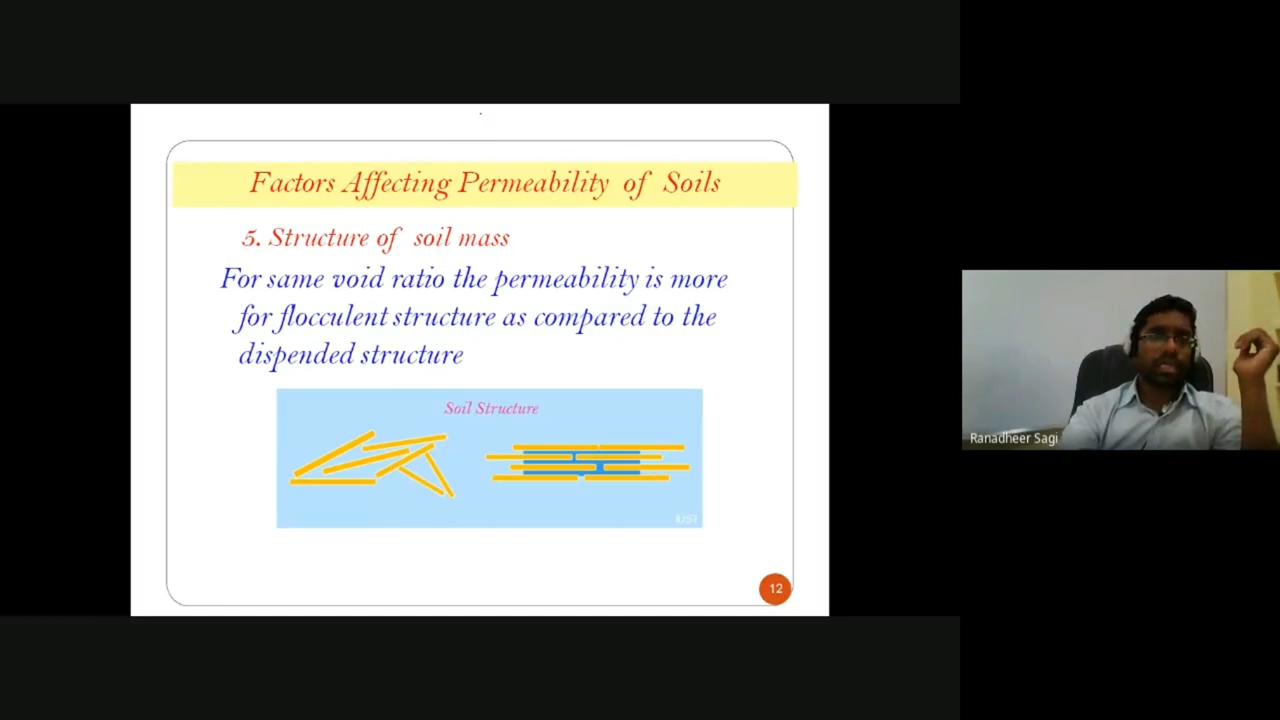 Factors Affecting Permeability of Soils
5. Structure of soil mass
For same void ratio the permeability is more
for flocculent structure as compared to the
dispended structure
Soil Structure
12
Ranadheer Sagi